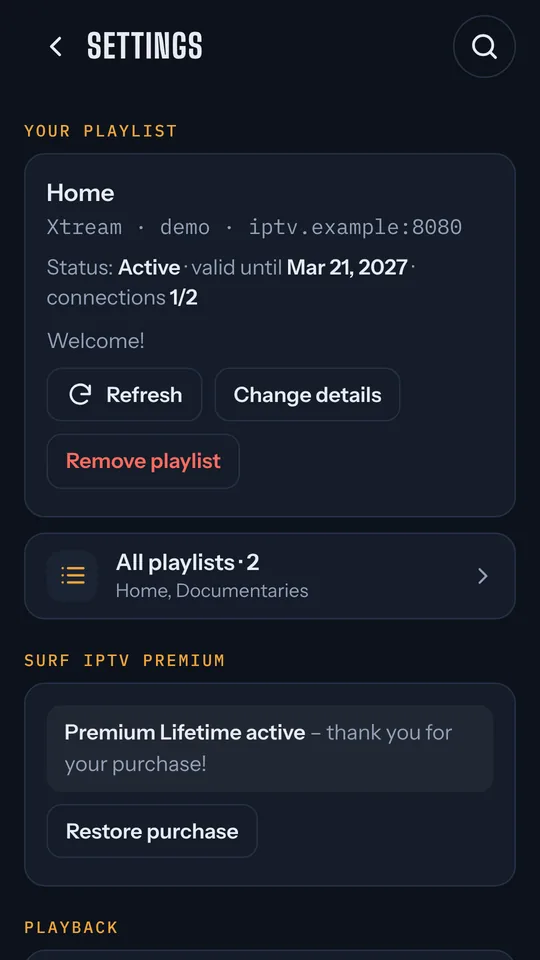 SETTINGS
YOUR PLAYLIST
Home
Xtream · demo · iptv.example:8080
Status: Active · valid until Mar 21, 2027 ·
connections 1/2
Welcome!
Refresh
Change details
Remove playlist
All playlists · 2
Home, Documentaries
SURF IPTV PREMIUM
Premium Lifetime active – thank you for
your purchase!
Restore purchase
PLAYBACK